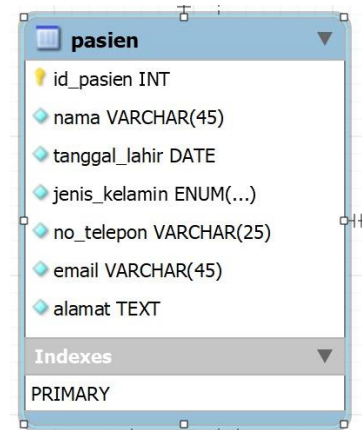 pasien
id_pasien INT
nama VARCHAR(45)
tanggal_lahir DATE
jenis_kelamin ENUM(...)
no_telepon VARCHAR(25)
email VARCHAR(45)
alamat TEXT
Indexes
PRIMARY